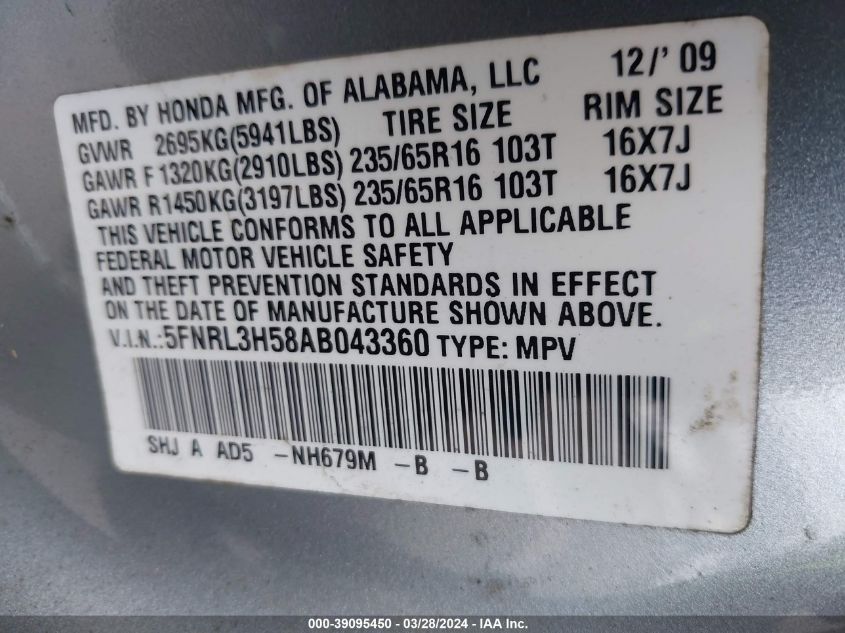 MFD. BY HONDA MFG. OF ALABAMA, LLC 12/' 09
GVWR 2695KG(5941LBS) TIRE SIZE RIM SIZE
GAWR F1320KG(2910LBS) 235/65R16 103T 16X7J
GAWR R1450KG(3197LBS) 235/65R16 103T 16X7J
THIS VEHICLE CONFORMS TO ALL APPLICABLE
FEDERAL MOTOR VEHICLE SAFETY
AND THEFT PREVENTION STANDARDS IN EFFECT
ON THE DATE OF MANUFACTURE SHOWN ABOVE.
V.I.N.:5FNRL3H58AB043360 TYPE: MPV
SHJ A AD5 -NH679M -B -B
000-39095450 - 03/28/2024 - IAA Inc.